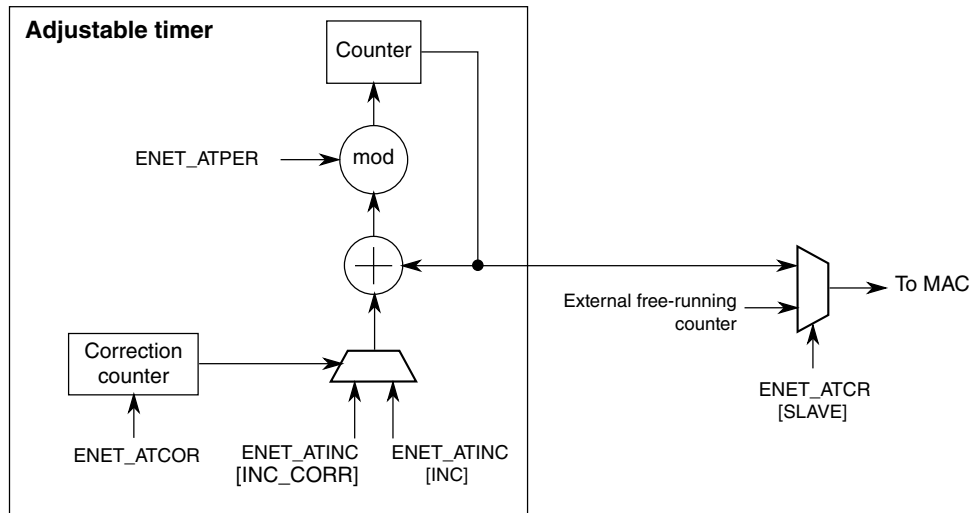 Adjustable timer
Counter
ENET_ATPER
mod
External free-running
counter
To MAC
Correction
counter
ENET_ATCOR
ENET_ATINC
[INC_CORR]
ENET_ATINC
[INC]
ENET_ATCR
[SLAVE]